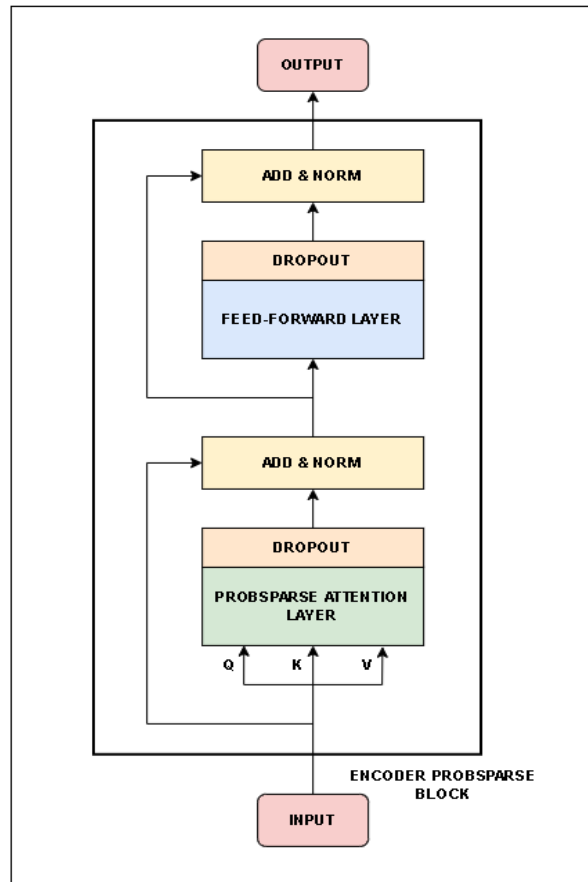 OUTPUT
ADD & NORM
DROPOUT
FEED-FORWARD LAYER
ADD & NORM
DROPOUT
PROBSPARSE ATTENTION
LAYER
Q K V
ENCODER PROBSPARSE
BLOCK
INPUT